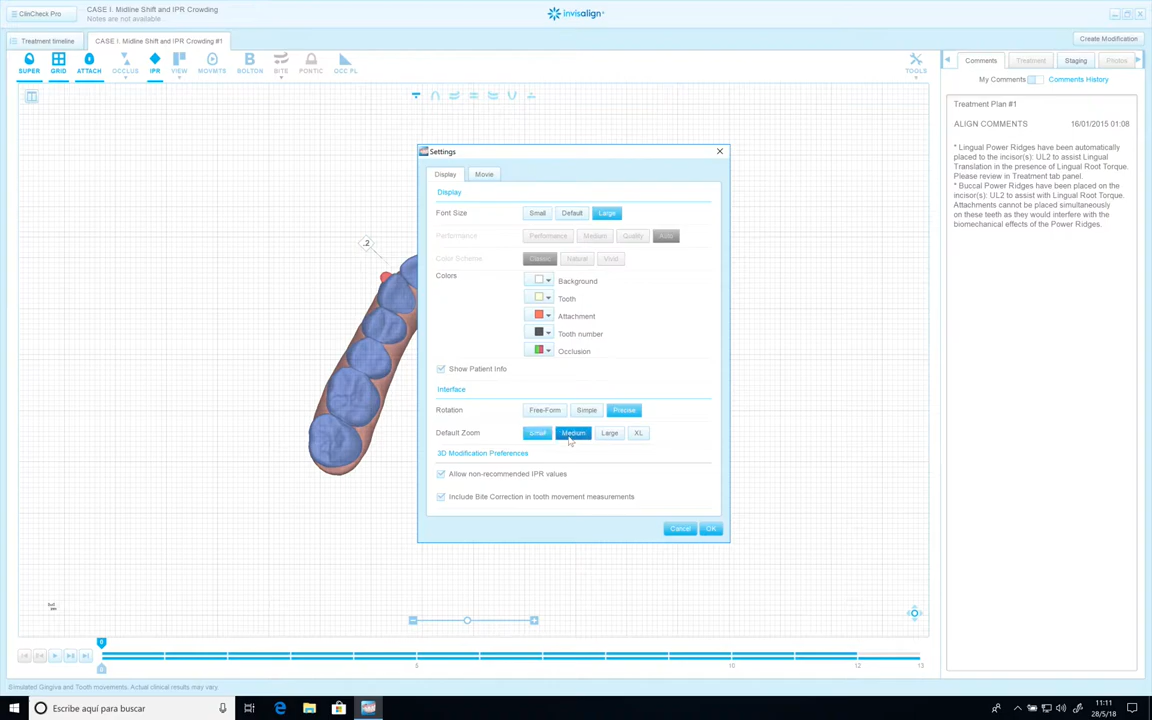 ClinCheck Pro
CASE I. Midline Shift and IPR Crowding
Notes are not available
invisalign
Treatment timeline
CASE I. Midline Shift and IPR Crowding #1
Create Modification
SUPER
GRID
ATTACH
OCCLUS
IPR
VIEW
MOVMTS
BOLTON
BITE
PONTIC
OCC PL
TOOLS
Comments
Treatment
Staging
Photos
My Comments
Comments History
Treatment Plan #1
ALIGN COMMENTS 16/01/2015 01:08
* Lingual Power Ridges have been automatically
placed to the incisor(s): UL2 to assist Lingual
Translation in the presence of Lingual Root Torque.
Please review in Treatment tab panel.
* Buccal Power Ridges have been placed on the
incisor(s): UL2 to assist with Lingual Root Torque.
Attachments cannot be placed simultaneously
on these teeth as they would interfere with the
biomechanical effects of the Power Ridges.
.2
Settings
Display
Movie
Display
Font Size Small Default Large
Performance Performance Medium Quality Auto
Color Scheme Classic Natural Vivid
Colors
Background
Tooth
Attachment
Tooth number
Occlusion
Show Patient Info
Interface
Rotation Free-Form Simple Precise
Default Zoom Small Medium Large XL
3D Modification Preferences
Allow non-recommended IPR values
Include Bite Correction in tooth movement measurements
Cancel OK
0
5 10 12 13
0
Simulated Gingiva and Tooth movements. Actual clinical results may vary
Escribe aquí para buscar
11:11
28/5/18